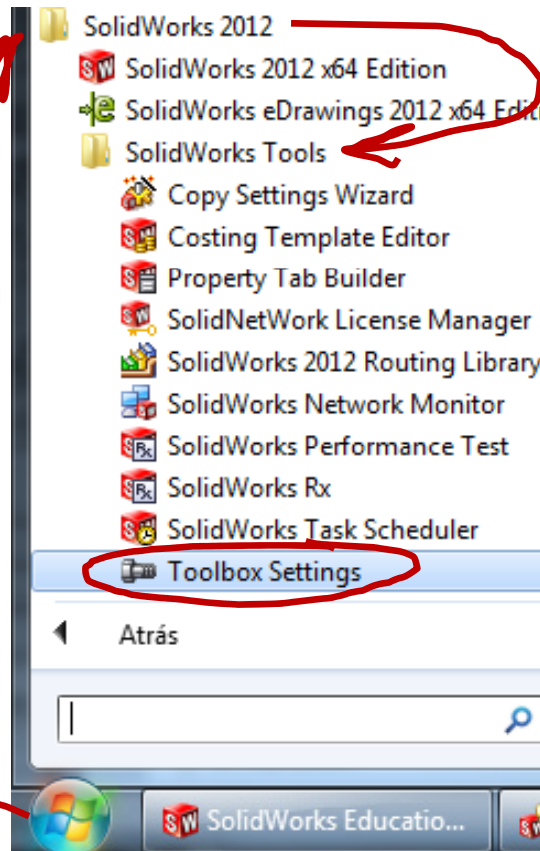 SolidWorks 2012
SolidWorks 2012 x64 Edition
SolidWorks eDrawings 2012 x64
SolidWorks Tools
Copy Settings Wizard
Costing Template Editor
Property Tab Builder
SolidNetWork License Manager
SolidWorks 2012 Routing Library
SolidWorks Network Monitor
SolidWorks Performance Test
SolidWorks Rx
SolidWorks Task Scheduler
Toolbox Settings
Atrás
SolidWorks Educatio...